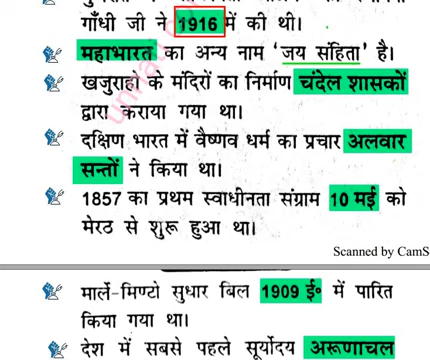 गाँधी जी ने 1916 में की थी।
महाभारत का अन्य नाम ‘जय संहिता’ है।
खजुराहो के मंदिरों का निर्माण चंदेल शासकों
द्वारा कराया गया था।
दक्षिण भारत में वैष्णव धर्म का प्रचार अलवार
सन्तों ने किया था।
1857 का प्रथम स्वाधीनता संग्राम 10 मई को
मेरठ से शुरू हुआ था।
Scanned by CamS
मार्ले-मिण्टो सुधार बिल 1909 ई॰ में पारित
किया गया था।
देश में सबसे पहले सूर्योदय अरूणाचल